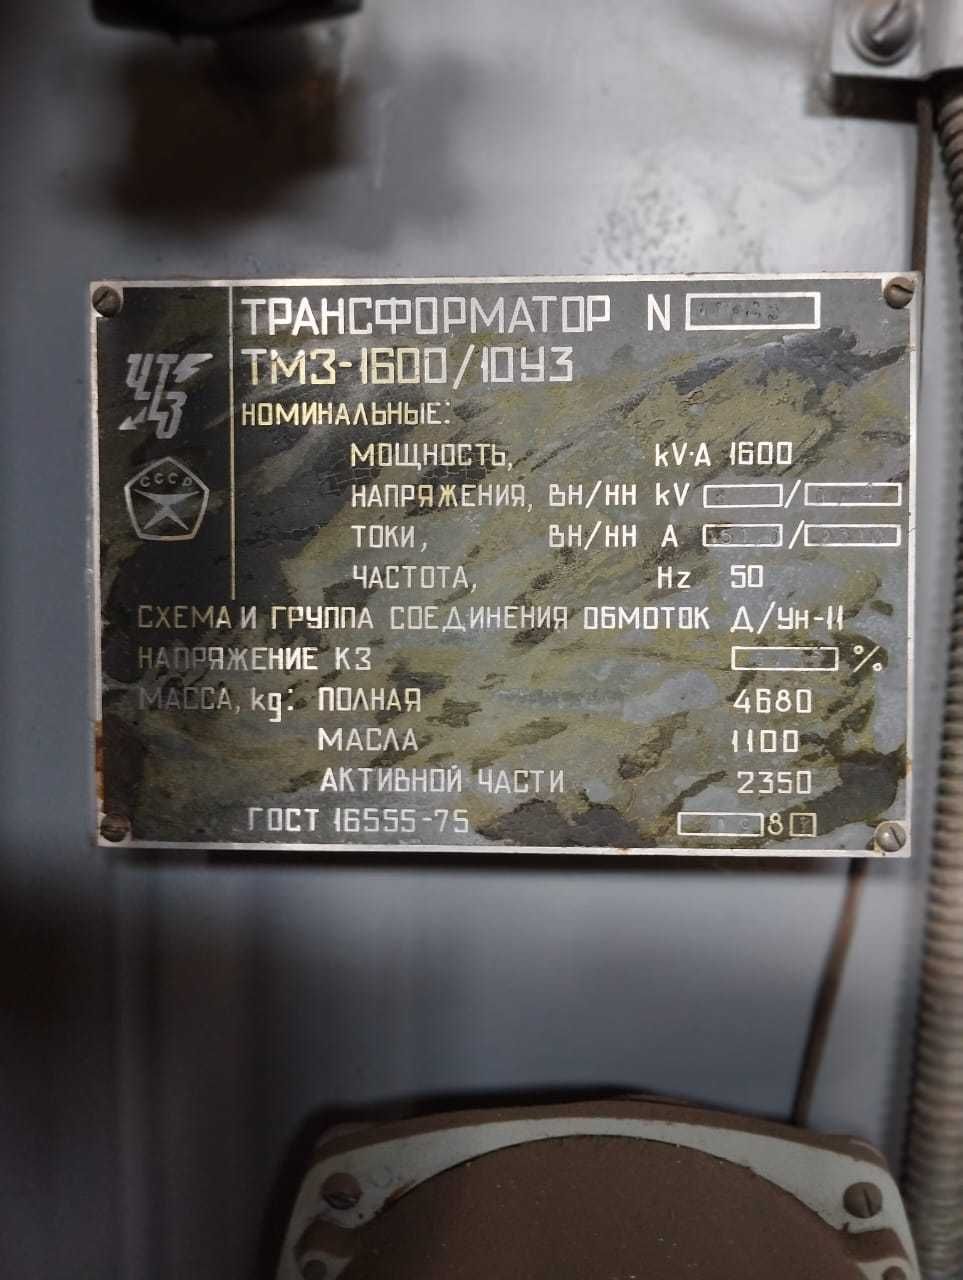 ТРАНСФОРМАТОР N
ТМЗ-1600/10У3
НОМИНАЛЬНЫЕ:
МОЩНОСТЬ, kV·A 1600
НАПРЯЖЕНИЯ, ВН/НН kV /
ТОКИ, ВН/НН А /
ЧАСТОТА, Hz 50
СХЕМА И ГРУППА СОЕДИНЕНИЯ ОБМОТОК Д/Ун-11
НАПРЯЖЕНИЕ КЗ %
МАССА, kg: ПОЛНАЯ 4680
МАСЛА 1100
АКТИВНОЙ ЧАСТИ 2350
ГОСТ 16555-75 8
СССР